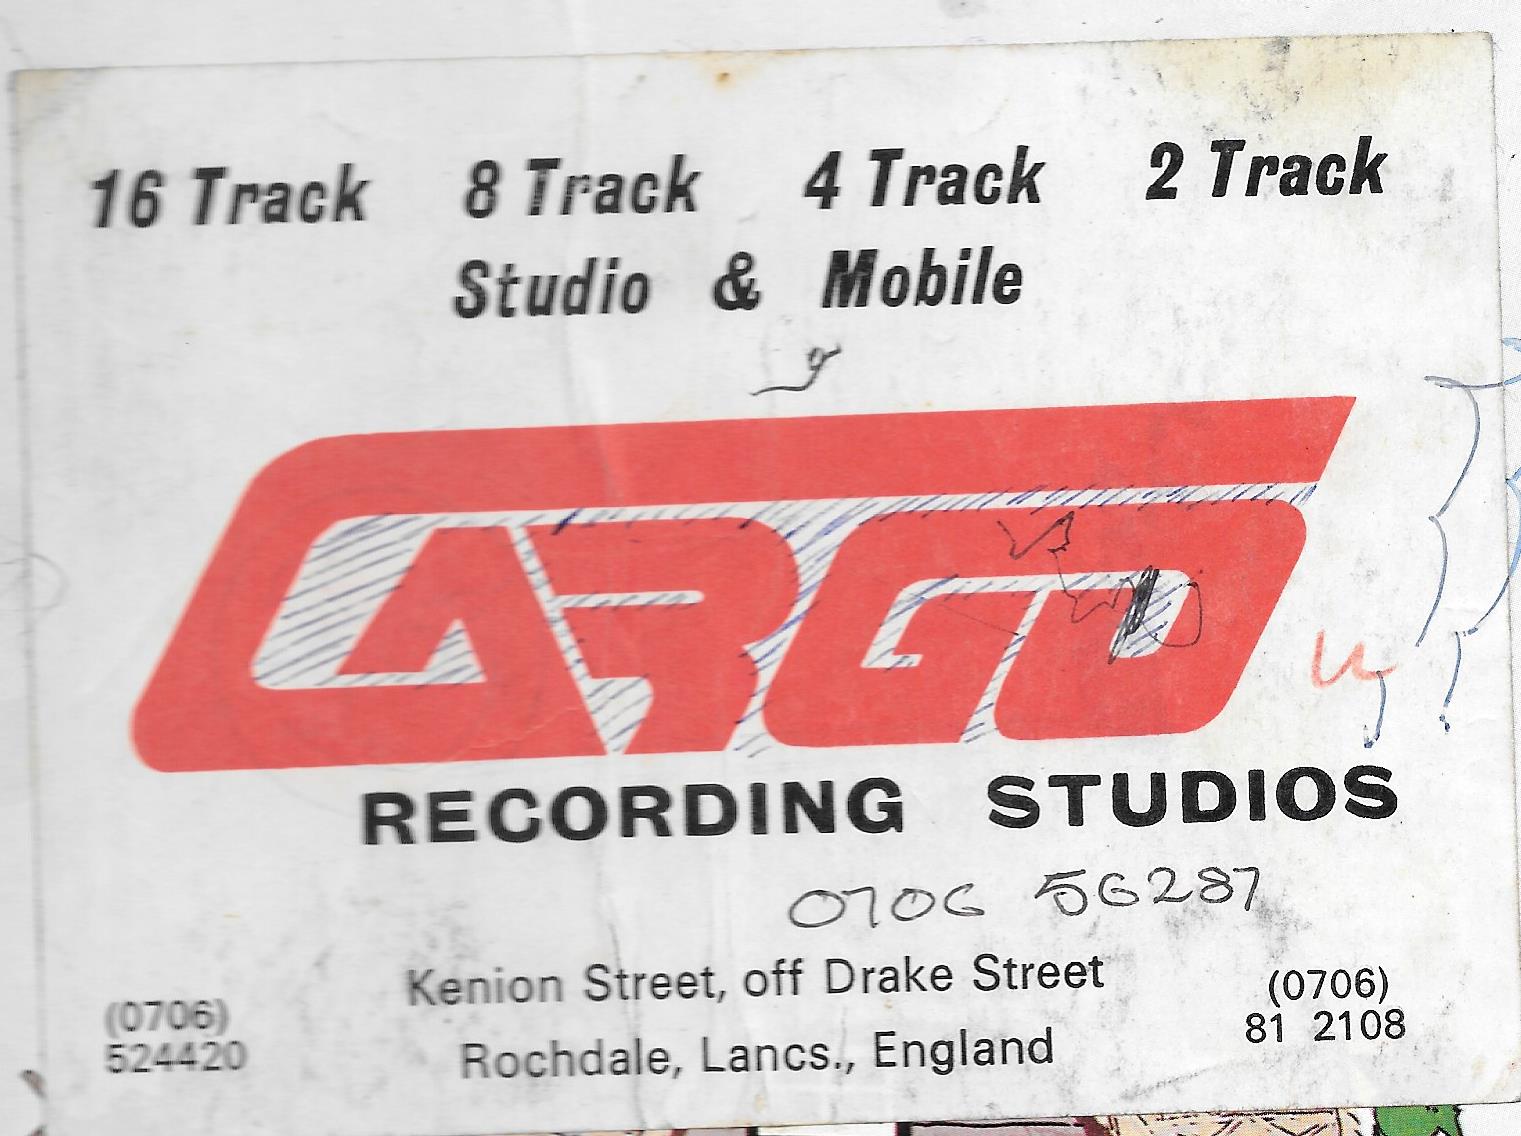 16 Track 8 Track 4 Track 2 Track
Studio & Mobile
CARGO
RECORDING STUDIOS
0706 56287
Kenion Street, off Drake Street
Rochdale, Lancs., England
(0706)
524420
(0706)
81 2108